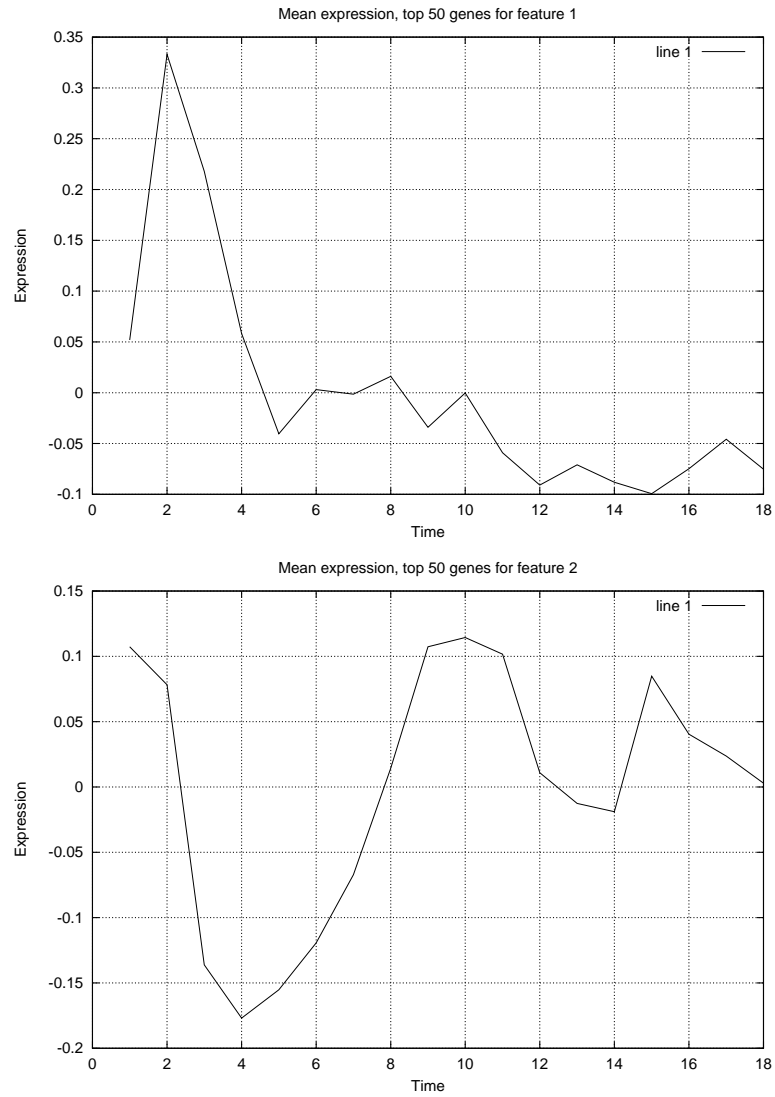 Mean expression, top 50 genes for feature 1
line 1
0.35
0.3
0.25
0.2
0.15
0.1
0.05
0
-0.05
-0.1
Expression
0 2 4 6 8 10 12 14 16 18
Time
Mean expression, top 50 genes for feature 2
line 1
0.15
0.1
0.05
0
-0.05
-0.1
-0.15
-0.2
Expression
0 2 4 6 8 10 12 14 16 18
Time